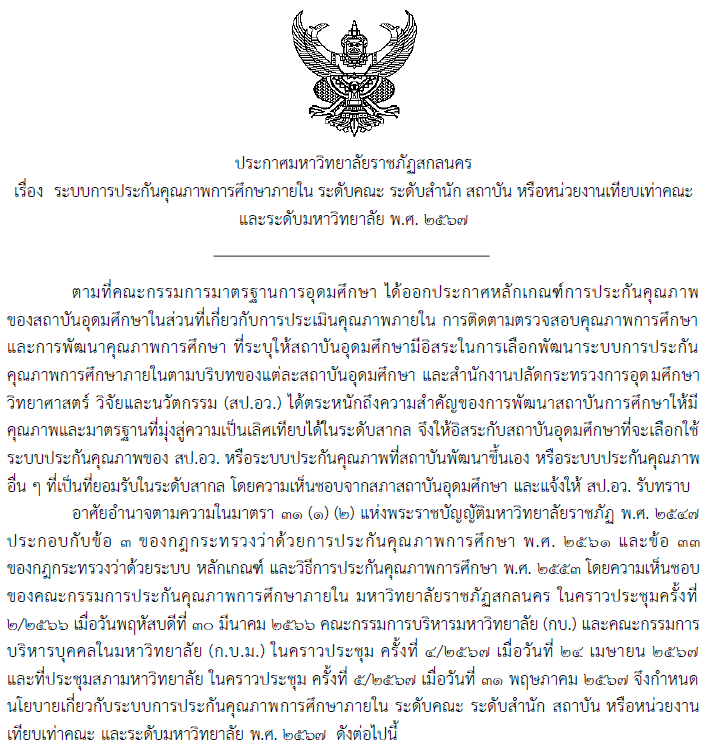 ประกาศมหาวิทยาลัยราชภัฏสกลนคร
เรื่อง ระบบการประกันคุณภาพการศึกษาภายใน ระดับคณะ ระดับสำนัก สถาบัน หรือหน่วยงานเทียบเท่าคณะ
และระดับมหาวิทยาลัย พ.ศ. ๒๕๖๗
ตามที่คณะกรรมการมาตรฐานการอุดมศึกษา ได้ออกประกาศหลักเกณฑ์การประกันคุณภาพ
ของสถาบันอุดมศึกษาในส่วนที่เกี่ยวกับการประเมินคุณภาพภายใน การติดตามตรวจสอบคุณภาพการศึกษา
และการพัฒนาคุณภาพการศึกษา ที่ระบุให้สถาบันอุดมศึกษามีอิสระในการเลือกพัฒนาระบบการประกัน
คุณภาพการศึกษาภายในตามบริบทของแต่ละสถาบันอุดมศึกษา และสำนักงานปลัดกระทรวงการอุดมศึกษา
วิทยาศาสตร์ วิจัยและนวัตกรรม (สป.อว.) ได้ตระหนักถึงความสำคัญของการพัฒนาสถาบันการศึกษาให้มี
คุณภาพและมาตรฐานที่มุ่งสู่ความเป็นเลิศเทียบได้ในระดับสากล จึงให้อิสระกับสถาบันอุดมศึกษาที่จะเลือกใช้
ระบบประกันคุณภาพของ สป.อว. หรือระบบประกันคุณภาพที่สถาบันพัฒนาขึ้นเอง หรือระบบประกันคุณภาพ
อื่น ๆ ที่เป็นที่ยอมรับในระดับสากล โดยความเห็นชอบจากสภาสถาบันอุดมศึกษา และแจ้งให้ สป.อว. รับทราบ
อาศัยอำนาจตามความในมาตรา ๓๑ (๑) (๒) แห่งพระราชบัญญัติมหาวิทยาลัยราชภัฏ พ.ศ. ๒๕๔๗
ประกอบกับข้อ ๓ ของกฎกระทรวงว่าด้วยการประกันคุณภาพการศึกษา พ.ศ. ๒๕๖๑ และข้อ ๓๓
ของกฎกระทรวงว่าด้วยระบบ หลักเกณฑ์ และวิธีการประกันคุณภาพการศึกษา พ.ศ. ๒๕๕๓ โดยความเห็นชอบ
ของคณะกรรมการประกันคุณภาพการศึกษาภายใน มหาวิทยาลัยราชภัฏสกลนคร ในคราวประชุมครั้งที่
๒/๒๕๖๖ เมื่อวันพฤหัสบดีที่ ๓๐ มีนาคม ๒๕๖๖ คณะกรรมการบริหารมหาวิทยาลัย (กบ.) และคณะกรรมการ
บริหารบุคคลในมหาวิทยาลัย (ก.บ.ม.) ในคราวประชุม ครั้งที่ ๔/๒๕๖๗ เมื่อวันที่ ๒๔ เมษายน ๒๕๖๗
และที่ประชุมสภามหาวิทยาลัย ในคราวประชุม ครั้งที่ ๕/๒๕๖๗ เมื่อวันที่ ๓๑ พฤษภาคม ๒๕๖๗ จึงกำหนด
นโยบายเกี่ยวกับระบบการประกันคุณภาพการศึกษาภายใน ระดับคณะ ระดับสำนัก สถาบัน หรือหน่วยงาน
เทียบเท่าคณะ และระดับมหาวิทยาลัย พ.ศ. ๒๕๖๗ ดังต่อไปนี้